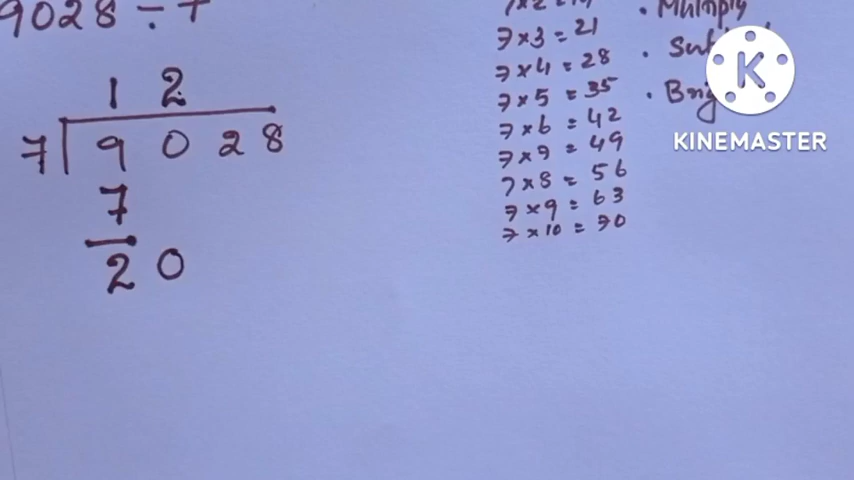 9028 ÷ 7
1 2
7 9 0 2 8
7
2 0
7×3 = 21
7×4 = 28
7×5 = 35
7×6 = 42
7×7 = 49
7×8 = 56
7×9 = 63
7×10 = 70
• Multiply
K
KINEMASTER